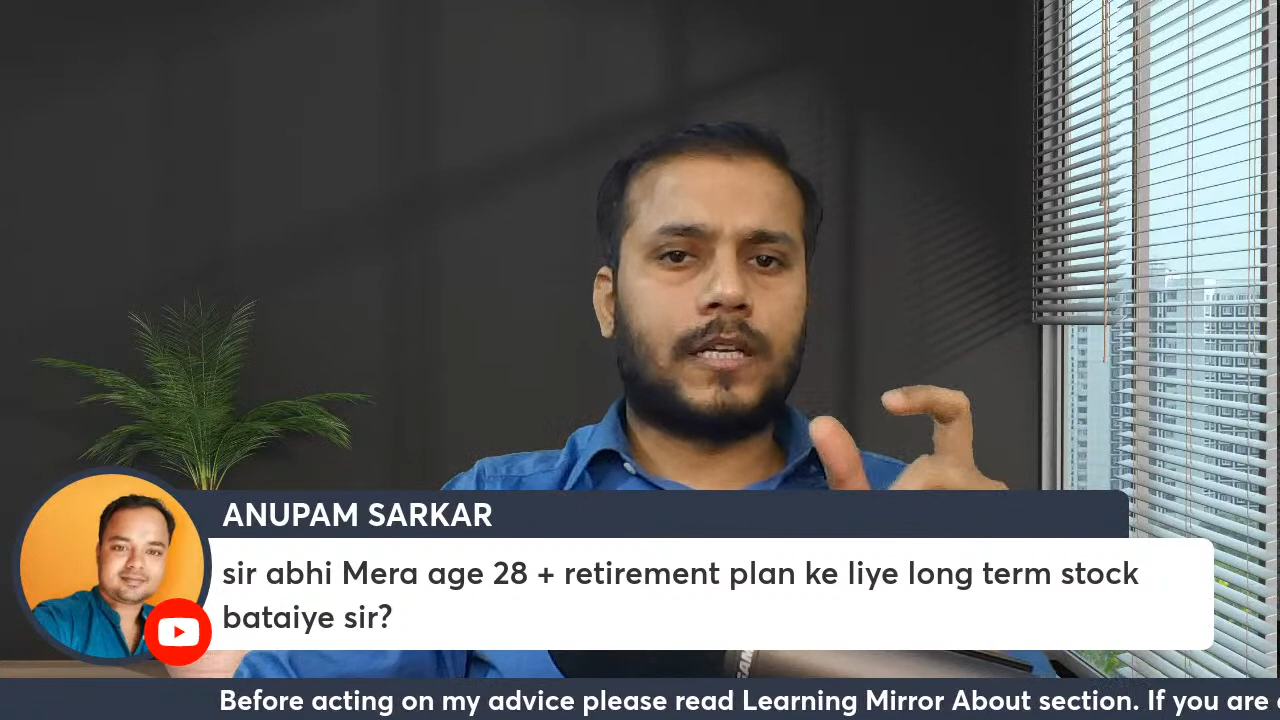 ANUPAM SARKAR
sir abhi Mera age 28 + retirement plan ke liye long term stock
bataiye sir?
Before acting on my advice please read Learning Mirror About section. If you are